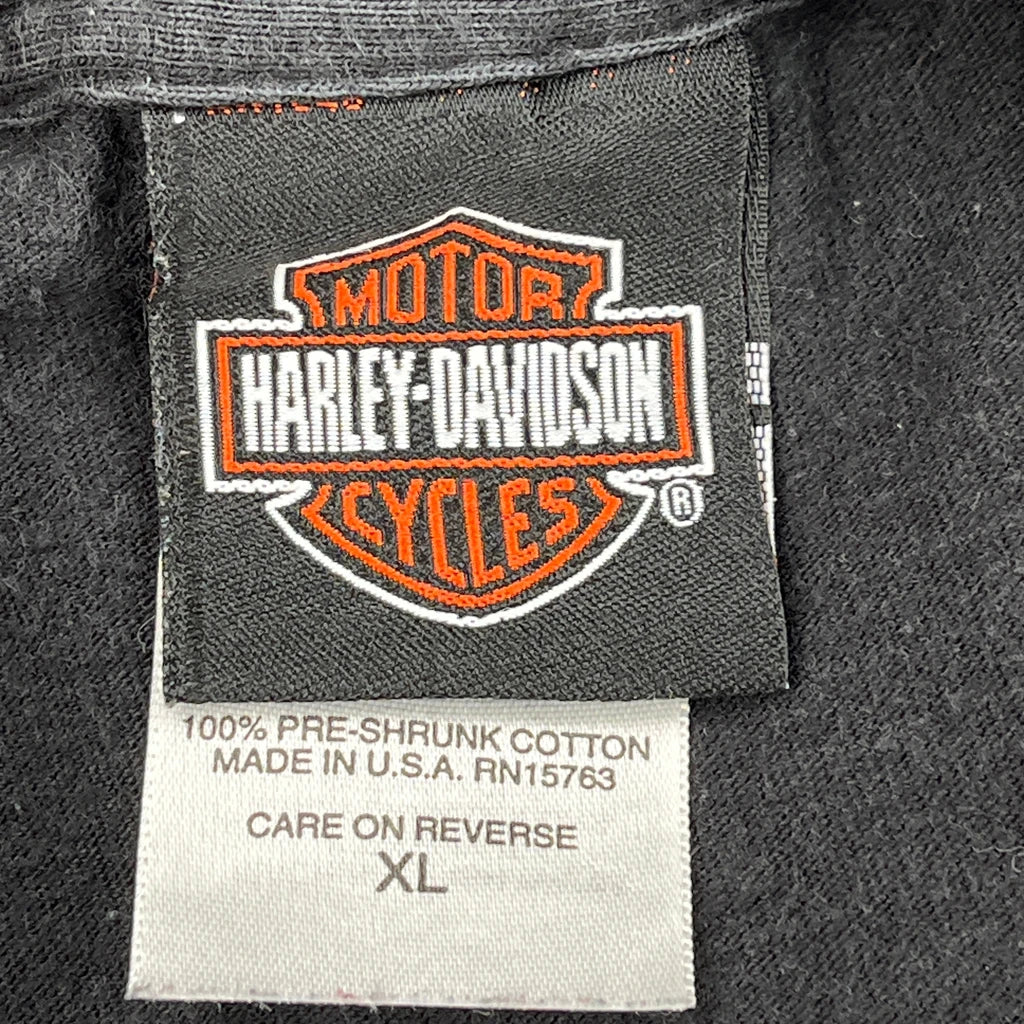 MOTOR
HARLEY-DAVIDSON
CYCLES
®
100% PRE-SHRUNK COTTON
MADE IN U.S.A. RN15763
CARE ON REVERSE
XL